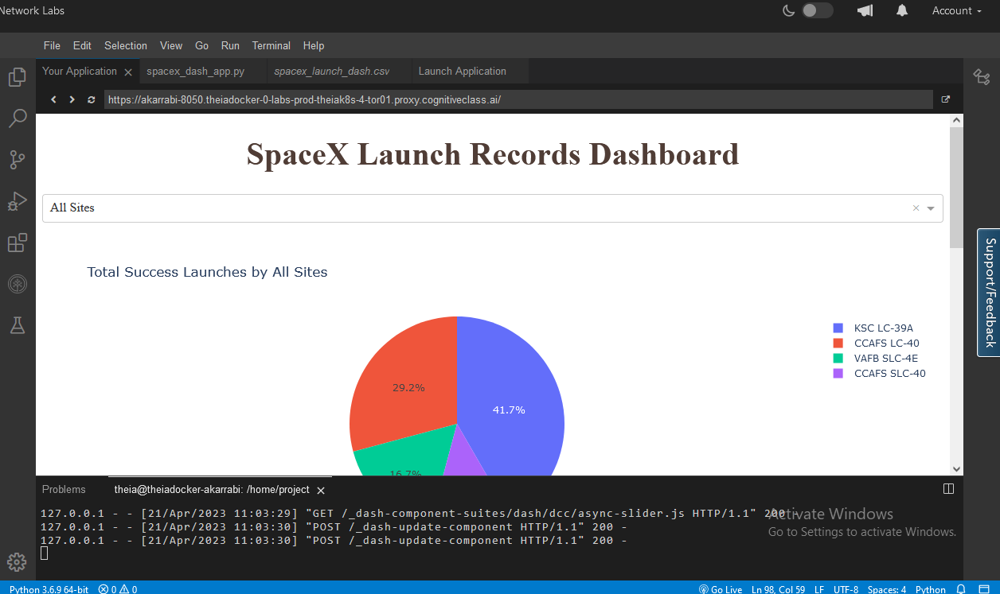 Network Labs
Account
File Edit Selection View Go Run Terminal Help
Your Application spacex_dash_app.py spacex_launch_dash.csv Launch Application
https://akarrabi-8050.theiadocker-0-labs-prod-theiak8s-4-tor01.proxy.cognitiveclass.ai/
SpaceX Launch Records Dashboard
All Sites
Total Success Launches by All Sites
KSC LC-39A
CCAFS LC-40
VAFB SLC-4E
CCAFS SLC-40
29.2%
41.7%
16.7%
Support/Feedback
Problems theia@theiadocker-akarrabi: /home/project
127.0.0.1 - - [21/Apr/2023 11:03:29] "GET /_dash-component-suites/dash/dcc/async-slider.js HTTP/1.1" 200 -
127.0.0.1 - - [21/Apr/2023 11:03:30] "POST /_dash-update-component HTTP/1.1" 200 -
127.0.0.1 - - [21/Apr/2023 11:03:30] "POST /_dash-update-component HTTP/1.1" 200 -
Activate Windows
Go to Settings to activate Windows.
Python 3.6.9 64-bit 0 0 Go Live Ln 98, Col 59 LF UTF-8 Spaces: 4 Python